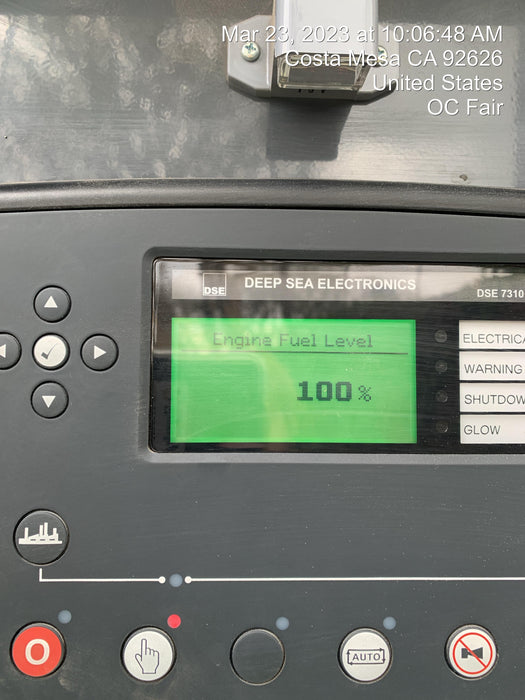 Mar 23, 2023 at 10:06:48 AM
Costa Mesa CA 92626
United States
OC Fair
DSE
DEEP SEA ELECTRONICS
DSE 7310
Engine Fuel Level
100%
ELECTRICA
WARNING
SHUTDOW
GLOW
O
AUTO